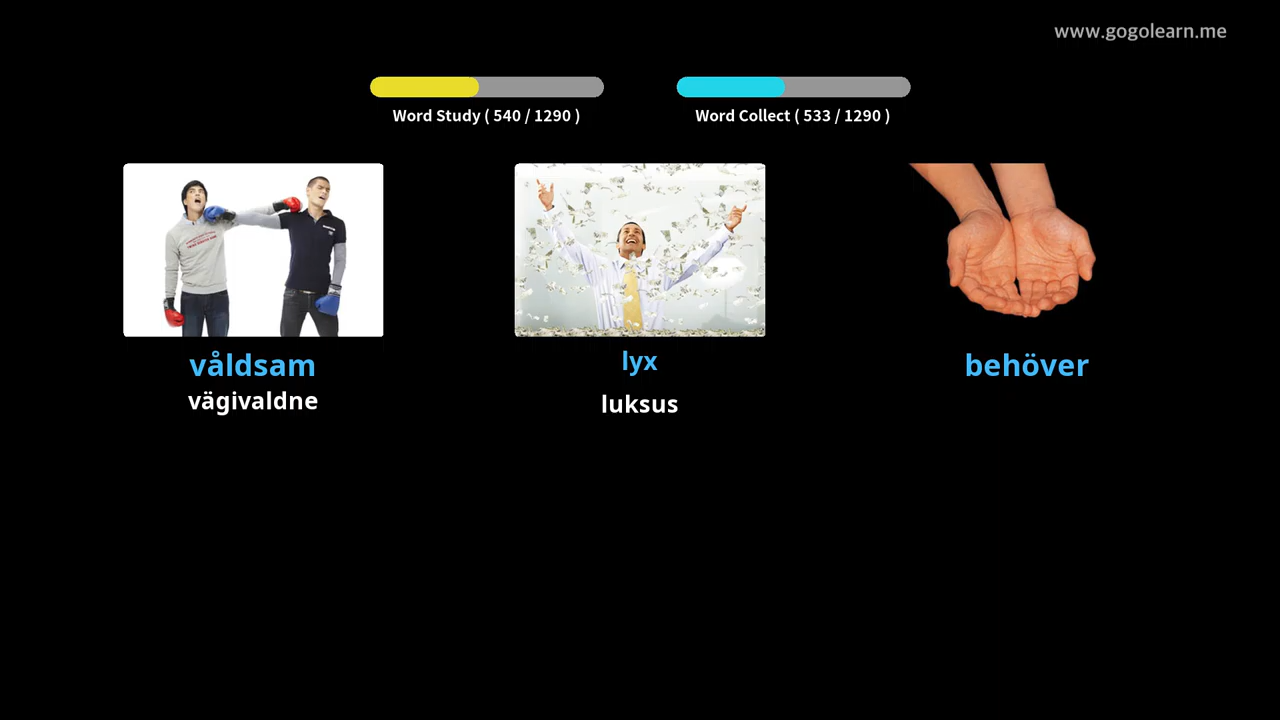 www.gogolearn.me
Word Study ( 540 / 1290 )
Word Collect ( 533 / 1290 )
våldsam
vägivaldne
lyx
luksus
behöver